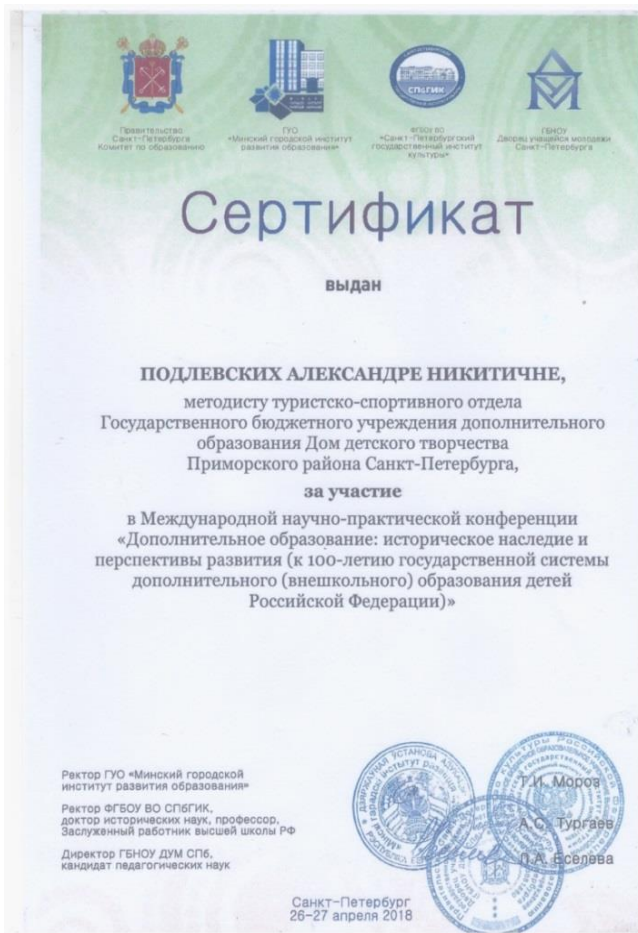 Правительство
Санкт-Петербурга
Комитет по образованию
ГУО
«Минский городской институт
развития образования»
СПбГИК
ФГБОУ ВО
«Санкт-Петербургский
государственный институт
культуры»
ГБНОУ
Дворец учащейся молодежи
Санкт-Петербурга
Сертификат
выдан
ПОДЛЕВСКИХ АЛЕКСАНДРЕ НИКИТИЧНЕ,
методисту туристско-спортивного отдела
Государственного бюджетного учреждения дополнительного
образования Дом детского творчества
Приморского района Санкт-Петербурга,
за участие
в Международной научно-практической конференции
«Дополнительное образование: историческое наследие и
перспективы развития (к 100-летию государственной системы
дополнительного (внешкольного) образования детей
Российской Федерации)»
Ректор ГУО «Минский городской
институт развития образования»
Т.И. Мороз
Ректор ФГБОУ ВО СПбГИК,
доктор исторических наук, профессор,
Заслуженный работник высшей школы РФ
А.С. Тургаев
Директор ГБНОУ ДУМ СПб,
кандидат педагогических наук
Л.А. Еселева
Санкт-Петербург
26-27 апреля 2018